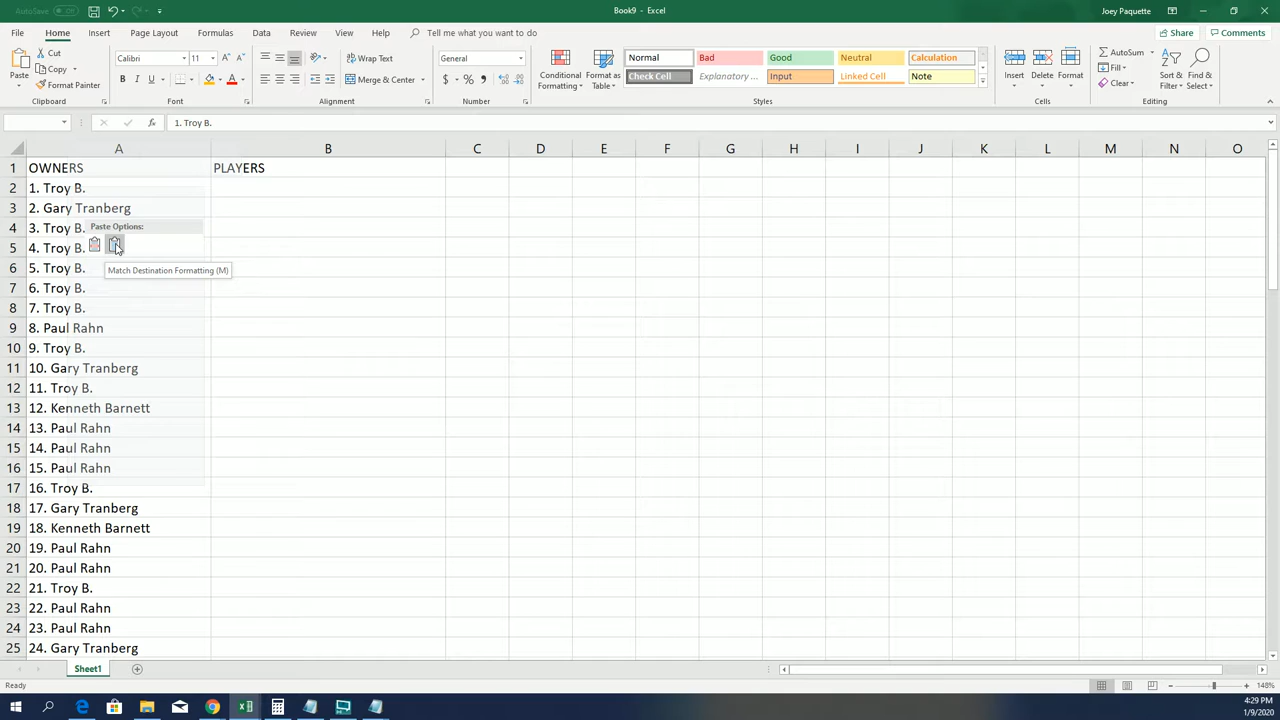 AutoSave Off
Book9 - Excel
Joey Paquette
File Home Insert Page Layout Formulas Data Review View Help Tell me what you want to do Share Comments
Paste Cut Copy Format Painter Clipboard
Calibri 11 A A B I U A Font
Wrap Text Merge & Center Alignment
General $ % , Number
Conditional Formatting Format as Table
Normal Bad Good Neutral Calculation
Check Cell Explanatory ... Input Linked Cell Note
Styles
Insert Delete Format Cells
AutoSum Fill Clear Sort & Filter Find & Select Editing
fx 1. Troy B.
A B C D E F G H I J K L M N O
1 OWNERS PLAYERS
2 1. Troy B.
3 2. Gary Tranberg
4 3. Troy B. Paste Options:
5 4. Troy B.
6 5. Troy B. Match Destination Formatting (M)
7 6. Troy B.
8 7. Troy B.
9 8. Paul Rahn
10 9. Troy B.
11 10. Gary Tranberg
12 11. Troy B.
13 12. Kenneth Barnett
14 13. Paul Rahn
15 14. Paul Rahn
16 15. Paul Rahn
17 16. Troy B.
18 17. Gary Tranberg
19 18. Kenneth Barnett
20 19. Paul Rahn
21 20. Paul Rahn
22 21. Troy B.
23 22. Paul Rahn
24 23. Paul Rahn
25 24. Gary Tranberg
Sheet1
Ready 148%
4:29 PM
1/9/2020